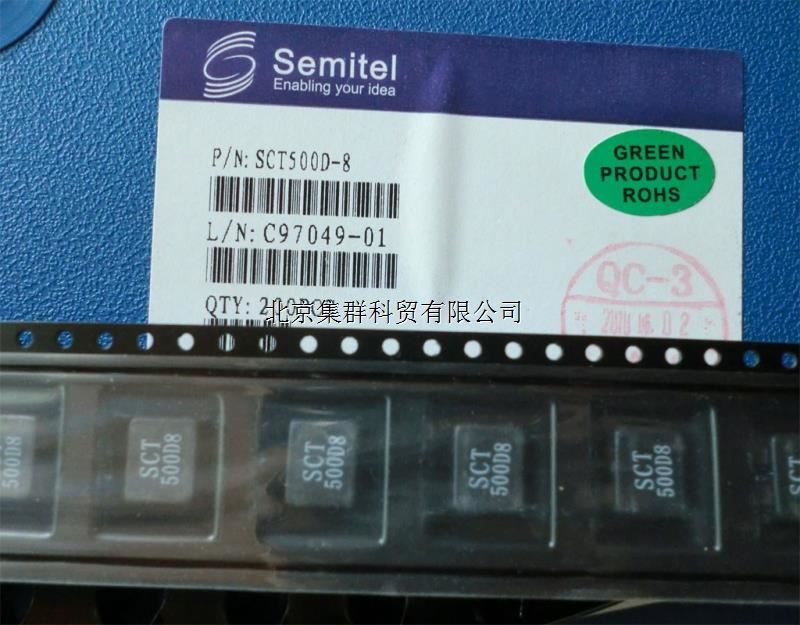 Semitel
Enabling your idea
P/N: SCT500D-8
GREEN
PRODUCT
ROHS
L/N: C97049-01
QC-3
QTY:
北京集群科贸有限公司
500D8
SCT
500D8
SCT
500D8
SCT
500D8
SCT
500D8